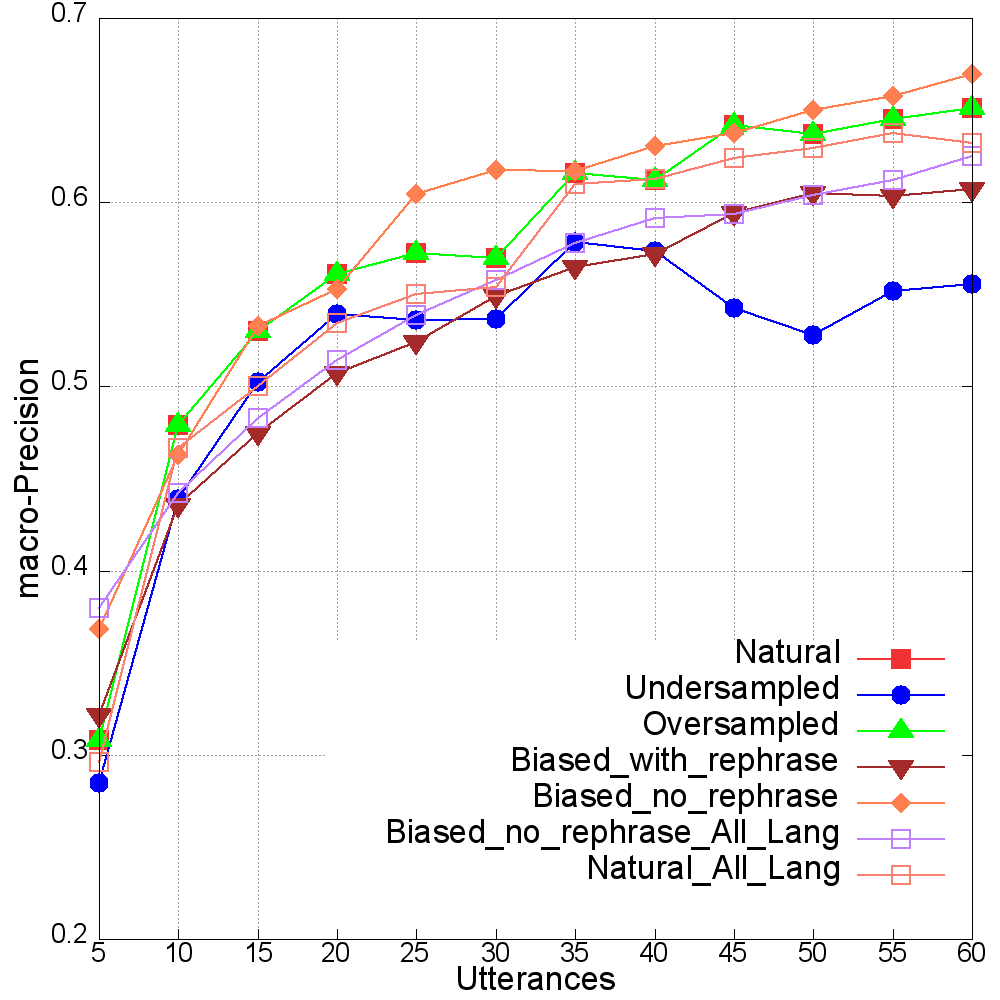 0.7
0.6
0.5
0.4
0.3
0.2
macro-Precision
Natural
Undersampled
Oversampled
Biased_with_rephrase
Biased_no_rephrase
Biased_no_rephrase_All_Lang
Natural_All_Lang
5 10 15 20 25 30 35 40 45 50 55 60
Utterances